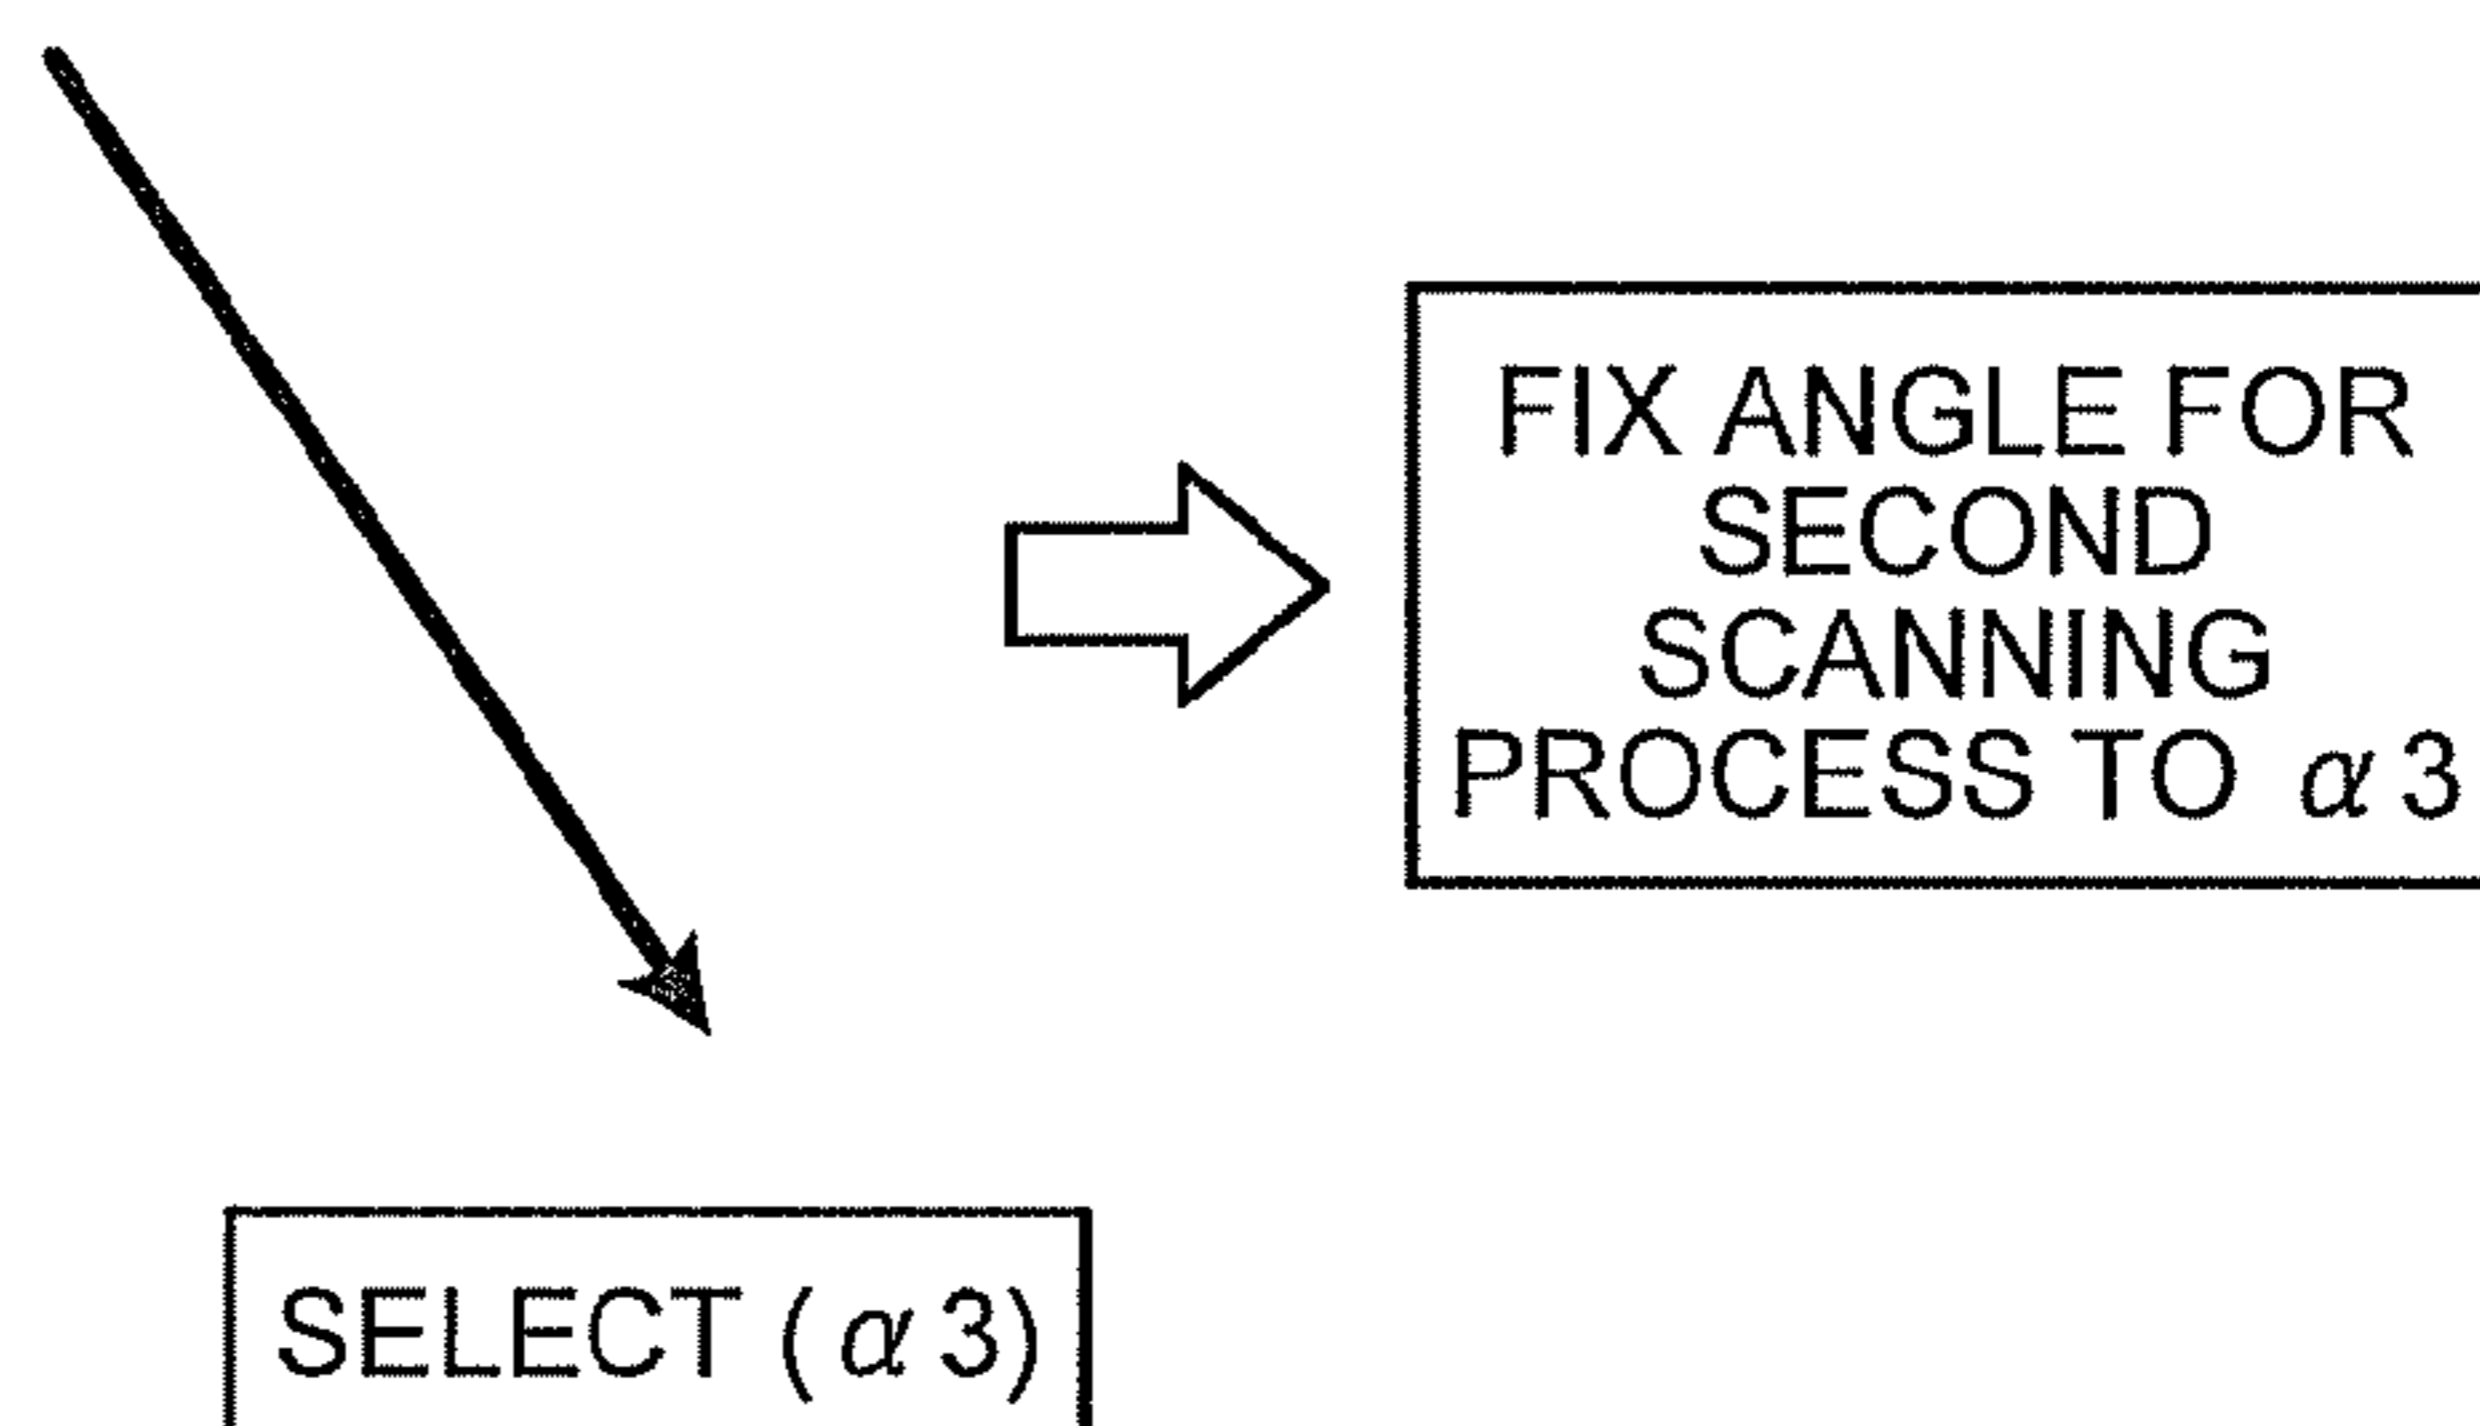 FIX ANGLE FOR
SECOND
SCANNING
PROCESS TO α3
SELECT (α3)